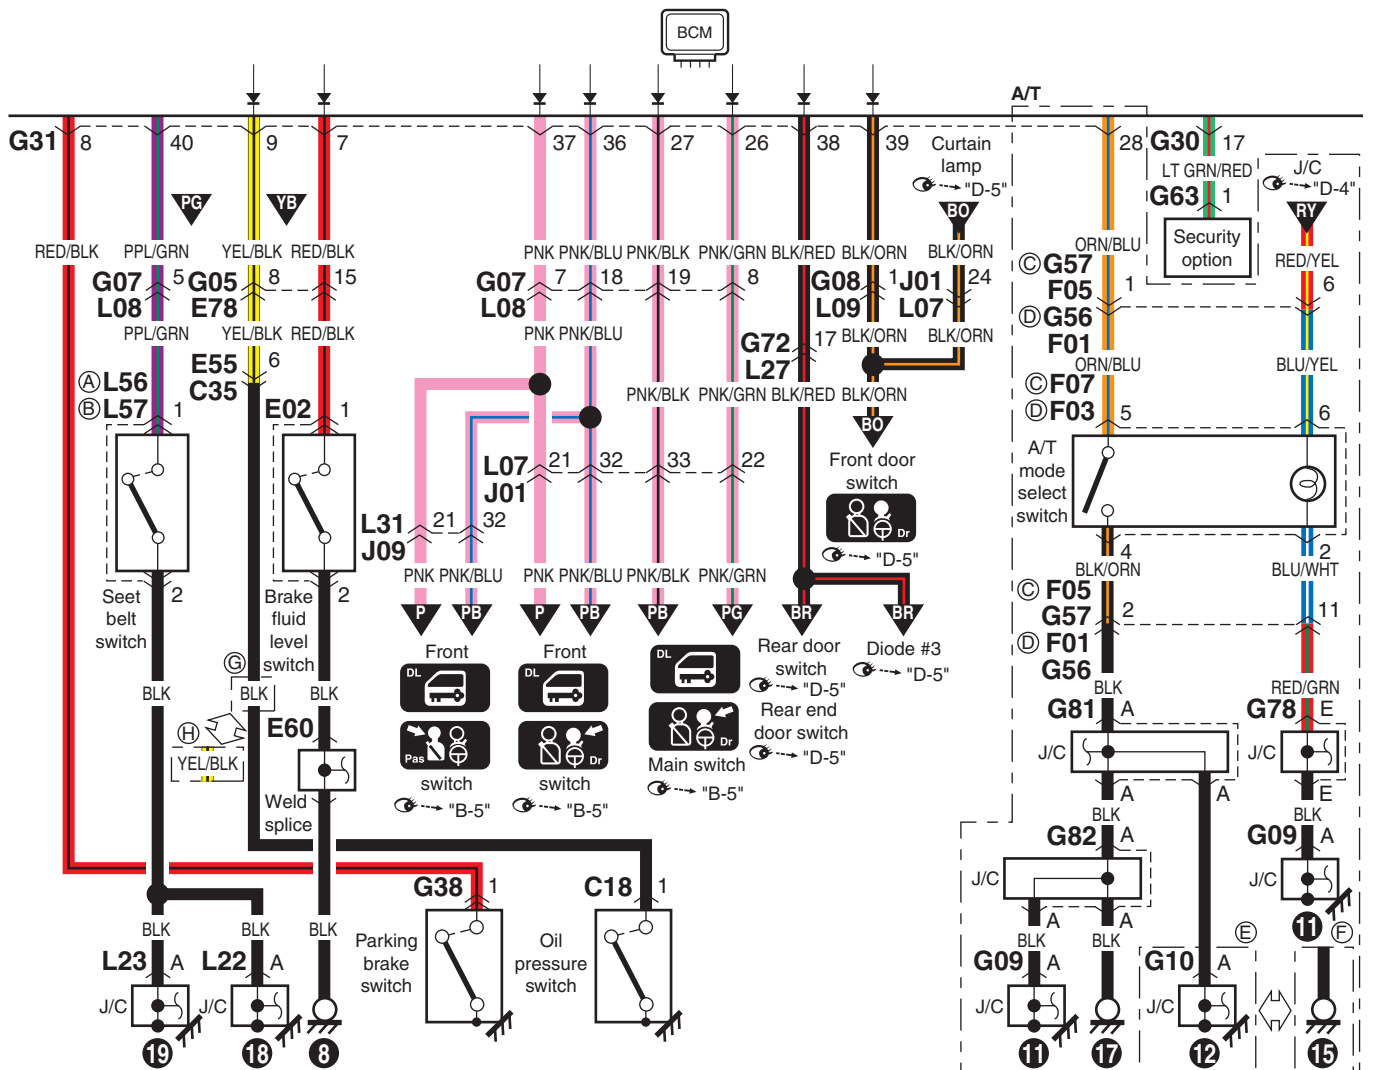 BCM
A/T
G31 8 40 9 7 37 36 27 26 38 39 28 G30 17
Curtain
lamp
"D-5"
LT GRN/RED
J/C
"D-4"
G63 1
PG YB BO RY
Security
option
RED/BLK PPL/GRN YEL/BLK RED/BLK PNK PNK/BLU PNK/BLK PNK/GRN BLK/RED BLK/ORN BLK/ORN ORN/BLU RED/YEL
G07 5 G05 8 15 G07 7 18 19 8 G08 1 J01 24 Ⓒ G57 1 6
L08 E78 L08 L09 L07 F05
Ⓓ G56
F01
PPL/GRN YEL/BLK RED/BLK PNK PNK/BLU BLK/ORN BLK/ORN
G72 17
L27
E55 6
C35
ORN/BLU BLU/YEL
Ⓐ L56
Ⓑ L57 1 E02 1
PNK/BLK PNK/GRN BLK/RED BLK/ORN
Ⓒ F07
Ⓓ F03 5 6
BO
Front door
switch
Dr
"D-5"
A/T
mode
select
switch
L07 21 32 33 22
J01
L31 21 32
J09
4 2
PNK PNK/BLU PNK PNK/BLU PNK/BLK PNK/GRN BLK/ORN BLU/WHT
2 2
Seet
belt
switch
Brake
fluid
level
switch
P PB P PB PB PG BR BR
Ⓒ F05
G57 2 11
Ⓓ F01
G56
Front
DL
Pas
switch
"B-5"
Front
DL
Dr
switch
"B-5"
DL
Dr
Main switch
"B-5"
Rear door
switch
"D-5"
Rear end
door switch
"D-5"
Diode #3
"D-5"
Ⓖ
BLK BLK BLK
BLK RED/GRN
G81 A G78 E
Ⓗ
YEL/BLK
E60
J/C J/C
Weld
splice
A A E
BLK BLK
G82 A G09 A
J/C J/C
11
G38 1 C18 1
A A
Ⓔ Ⓕ
BLK BLK BLK
Parking
brake
switch
Oil
pressure
switch
BLK BLK
L23 A L22 A
G09 A G10 A
J/C J/C J/C J/C
19 18 8 11 17 12 15